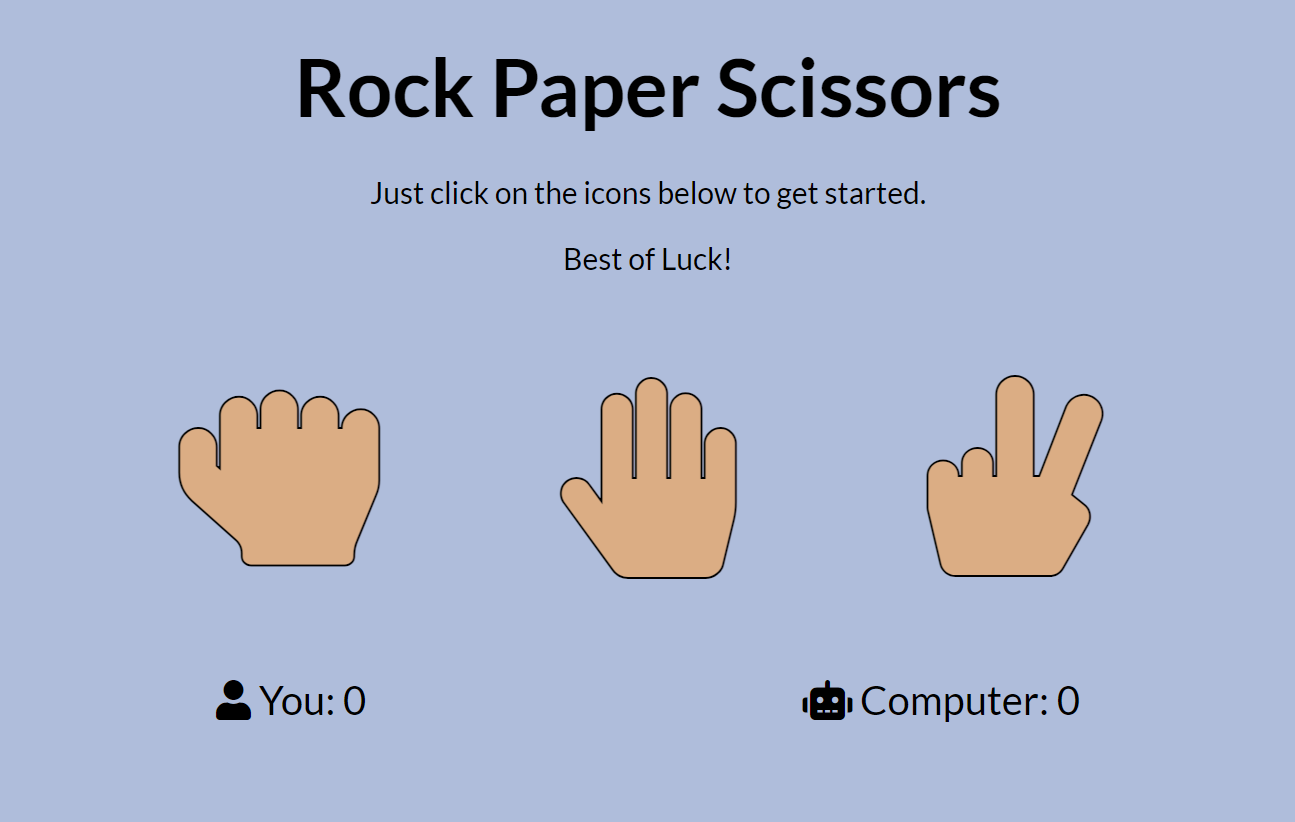 Rock Paper Scissors
Just click on the icons below to get started.
Best of Luck!
You: 0
Computer: 0